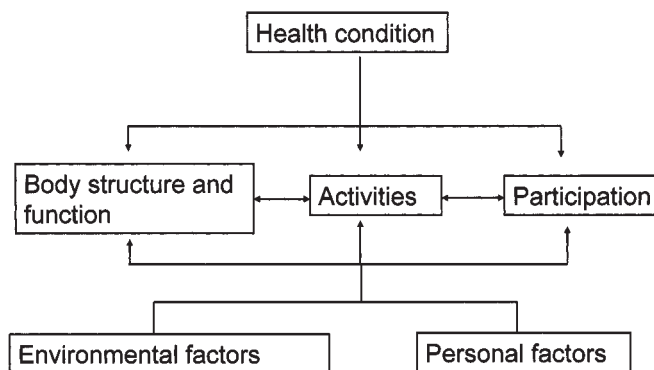 Health condition
Body structure and
function
Activities
Participation
Environmental factors
Personal factors